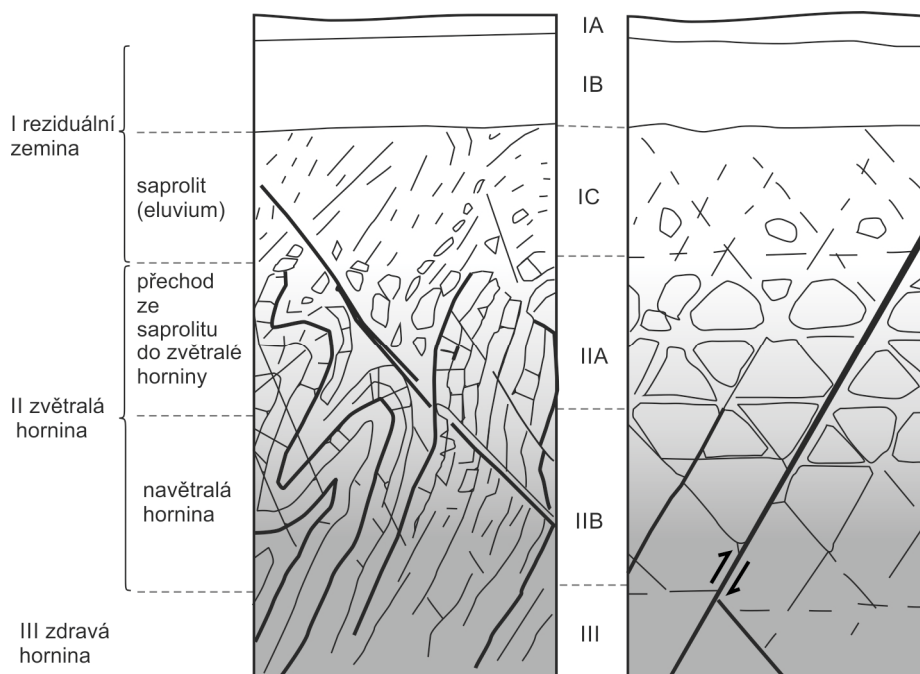 I reziduální
zemina
saprolit
(eluvium)
přechod
ze
saprolitu
do zvětralé
horniny
II zvětralá
hornina
navětralá
hornina
III zdravá
hornina
IA
IB
IC
IIA
IIB
III